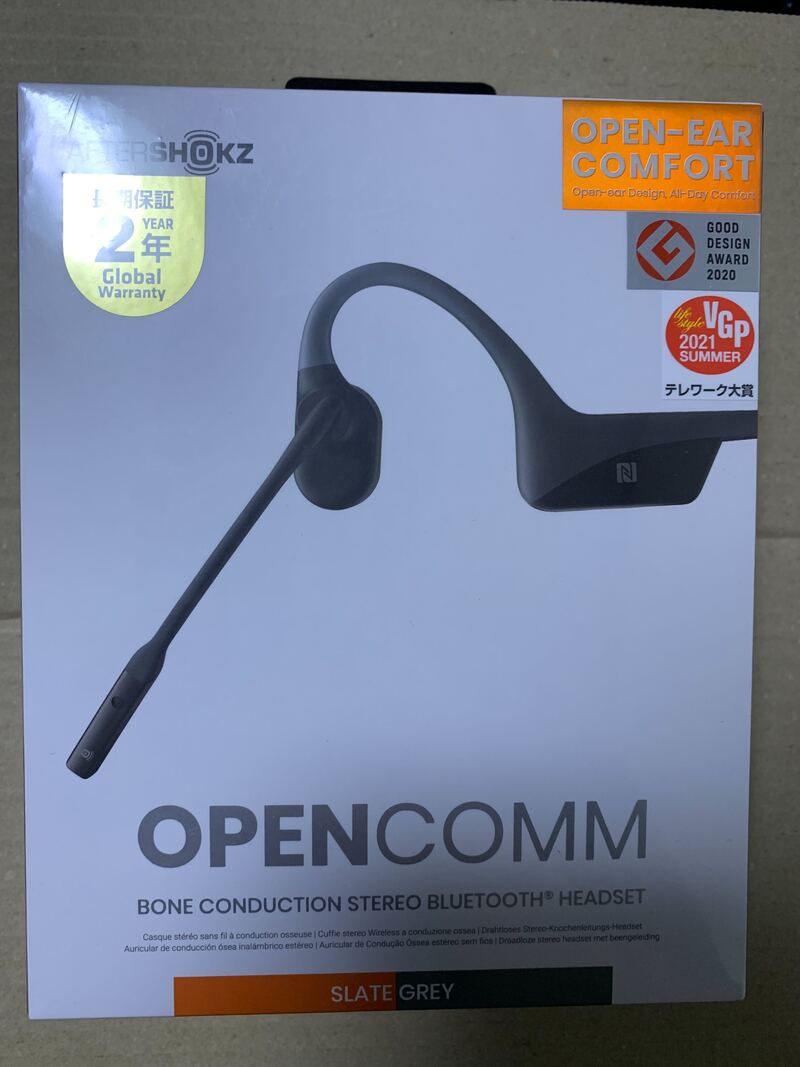 AFTERSHOKZ
長期保証
2 YEAR
年
Global
Warranty
OPEN-EAR
COMFORT
Open-ear Design, All-Day Comfort
GOOD
DESIGN
AWARD
2020
life
style
VGP
2021
SUMMER
テレワーク大賞
OPENCOMM
BONE CONDUCTION STEREO BLUETOOTH® HEADSET
Casque stéréo sans fil à conduction osseuse | Cuffie stereo Wireless a conduzione ossea | Drahtloses Stereo-Knochenleitungs-Headset
Auricular de conducción ósea inalámbrico estéreo | Auricular de Condução Óssea estéreo sem fios | Draadloze stereo headset met beengeleiding
SLATE GREY